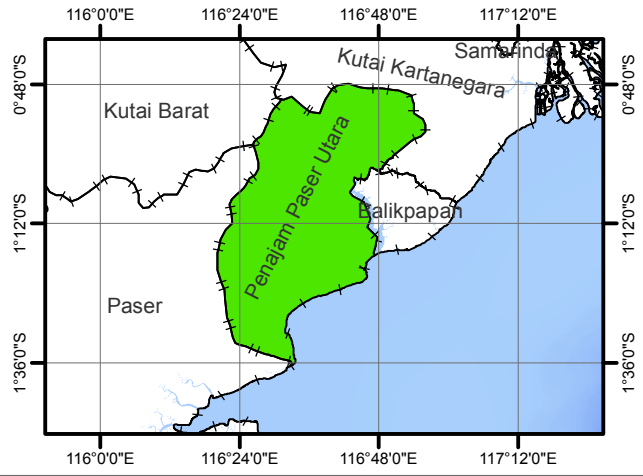 116°0'0"E 116°24'0"E 116°48'0"E 117°12'0"E
Samarinda
Kutai Kartanegara
0°48'0"S 0°48'0"S
Kutai Barat
Penajam Paser Utara
Balikpapan
1°12'0"S 1°12'0"S
Paser
1°36'0"S 1°36'0"S
116°0'0"E 116°24'0"E 116°48'0"E 117°12'0"E